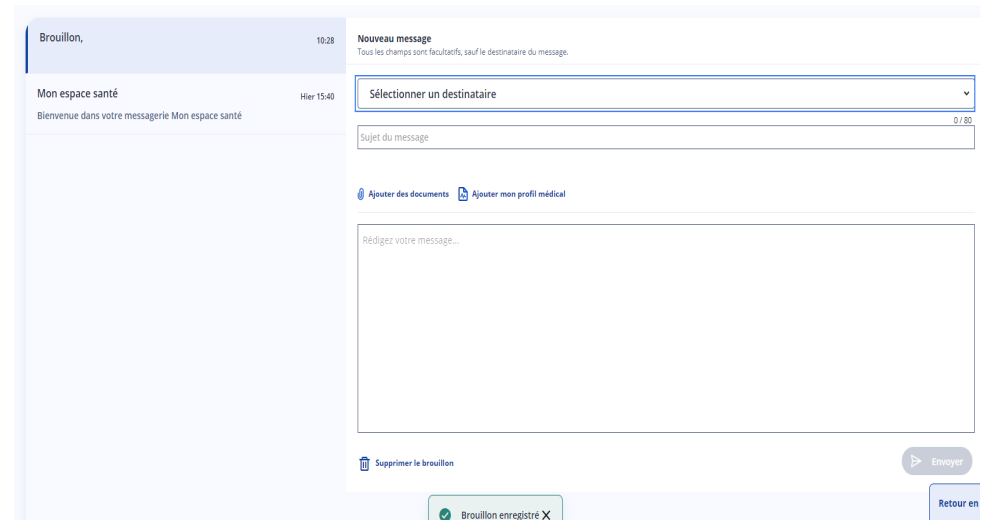 Brouillon,
10:28
Mon espace santé
Hier 15:40
Bienvenue dans votre messagerie Mon espace santé
Nouveau message
Tous les champs sont facultatifs, sauf le destinataire du message.
Sélectionner un destinataire
0 / 80
Sujet du message
Ajouter des documents
Ajouter mon profil médical
Rédigez votre message...
Supprimer le brouillon
Envoyer
Brouillon enregistré X
Retour en